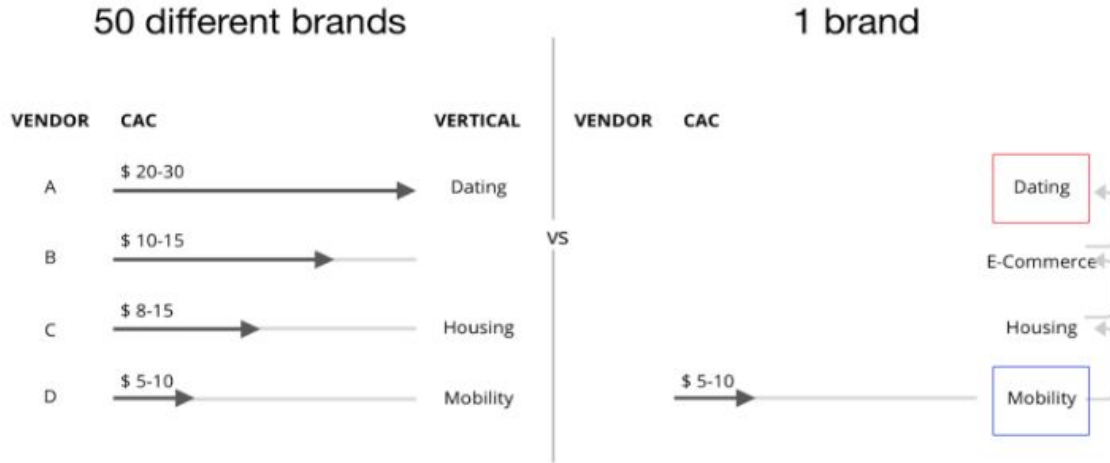 50 different brands
1 brand
VENDOR CAC VERTICAL
VENDOR CAC
A $ 20-30 Dating
Dating
VS
B $ 10-15
E-Commerce
C $ 8-15 Housing
Housing
D $ 5-10 Mobility
$ 5-10 Mobility